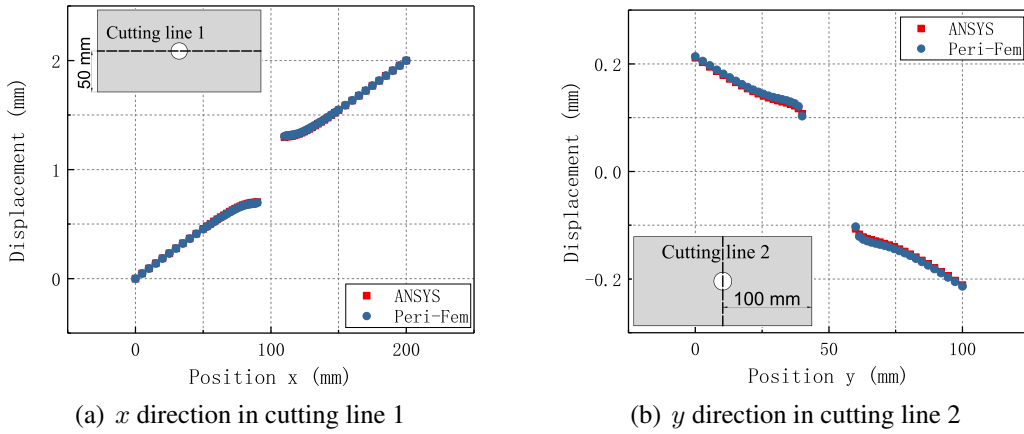 Displacement (mm)
2
1
0
Cutting line 1
50 mm
ANSYS
Peri-Fem
0
100
200
Position x (mm)
(a) x direction in cutting line 1
Displacement (mm)
0.2
0.0
−0.2
ANSYS
Peri-Fem
Cutting line 2
100 mm
0
50
100
Position y (mm)
(b) y direction in cutting line 2